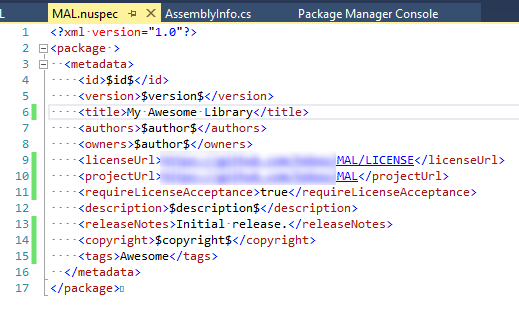 MAL.nuspec AssemblyInfo.cs Package Manager Console
1 <?xml version="1.0"?>
2 <package >
3 <metadata>
4 <id>$id$</id>
5 <version>$version$</version>
6 <title>My Awesome Library</title>
7 <authors>$author$</authors>
8 <owners>$author$</owners>
9 <licenseUrl> MAL/LICENSE</licenseUrl>
10 <projectUrl> MAL</projectUrl>
11 <requireLicenseAcceptance>true</requireLicenseAcceptance>
12 <description>$description$</description>
13 <releaseNotes>Initial release.</releaseNotes>
14 <copyright>$copyright$</copyright>
15 <tags>Awesome</tags>
16 </metadata>
17 </package>